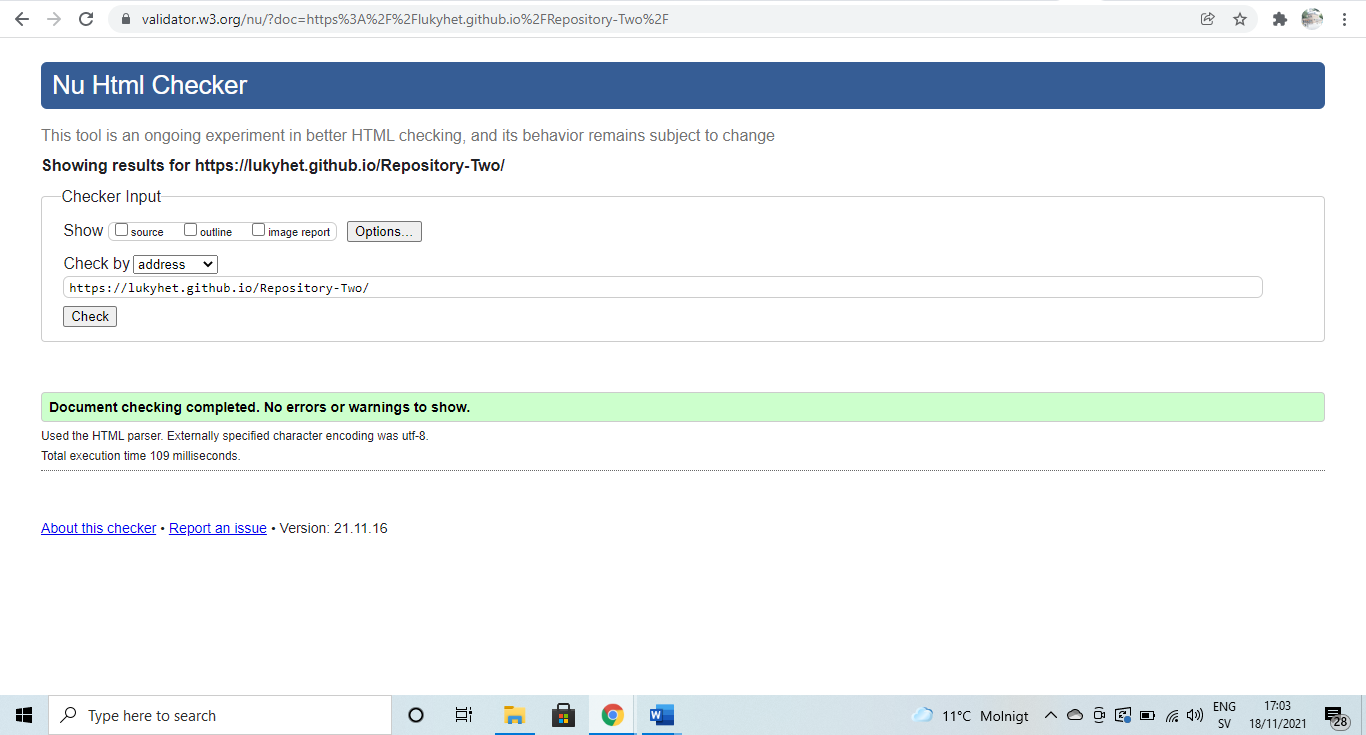 validator.w3.org/nu/?doc=https%3A%2F%2Flukyhet.github.io%2FRepository-Two%2F
Nu Html Checker
This tool is an ongoing experiment in better HTML checking, and its behavior remains subject to change
Showing results for https://lukyhet.github.io/Repository-Two/
Checker Input
Show source outline image report Options...
Check by address
https://lukyhet.github.io/Repository-Two/
Check
Document checking completed. No errors or warnings to show.
Used the HTML parser. Externally specified character encoding was utf-8.
Total execution time 109 milliseconds.
About this checker • Report an issue • Version: 21.11.16
Type here to search
11°C Molnigt
ENG
SV
17:03
18/11/2021
28